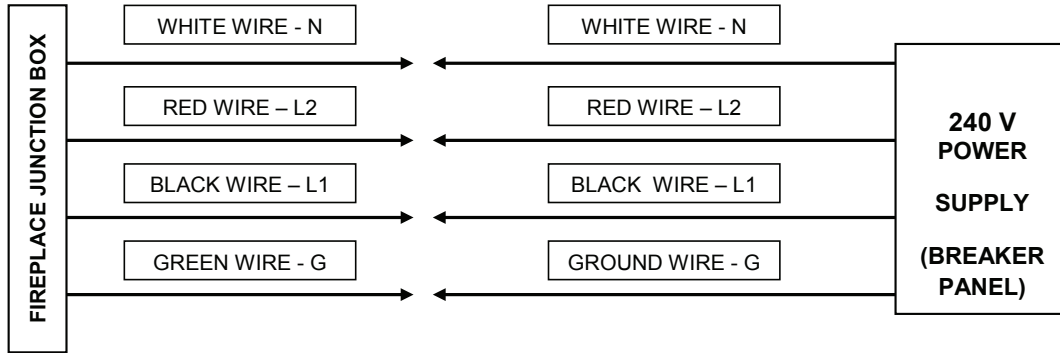 FIREPLACE JUNCTION BOX
WHITE WIRE - N
WHITE WIRE - N
RED WIRE – L2
RED WIRE – L2
BLACK WIRE – L1
BLACK  WIRE – L1
GREEN WIRE - G
GROUND WIRE - G
240 V
POWER
SUPPLY
(BREAKER
PANEL)